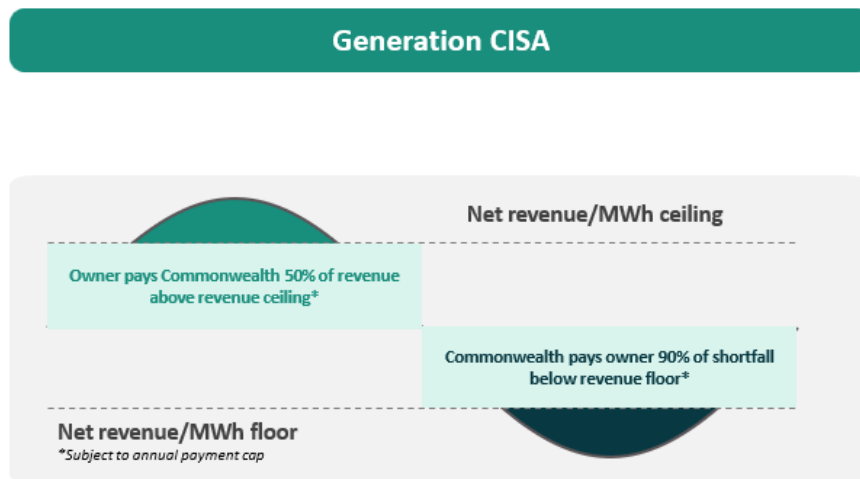 Generation CISA
Net revenue/MWh ceiling
Owner pays Commonwealth 50% of revenue
above revenue ceiling*
Commonwealth pays owner 90% of shortfall
below revenue floor*
Net revenue/MWh floor
*Subject to annual payment cap